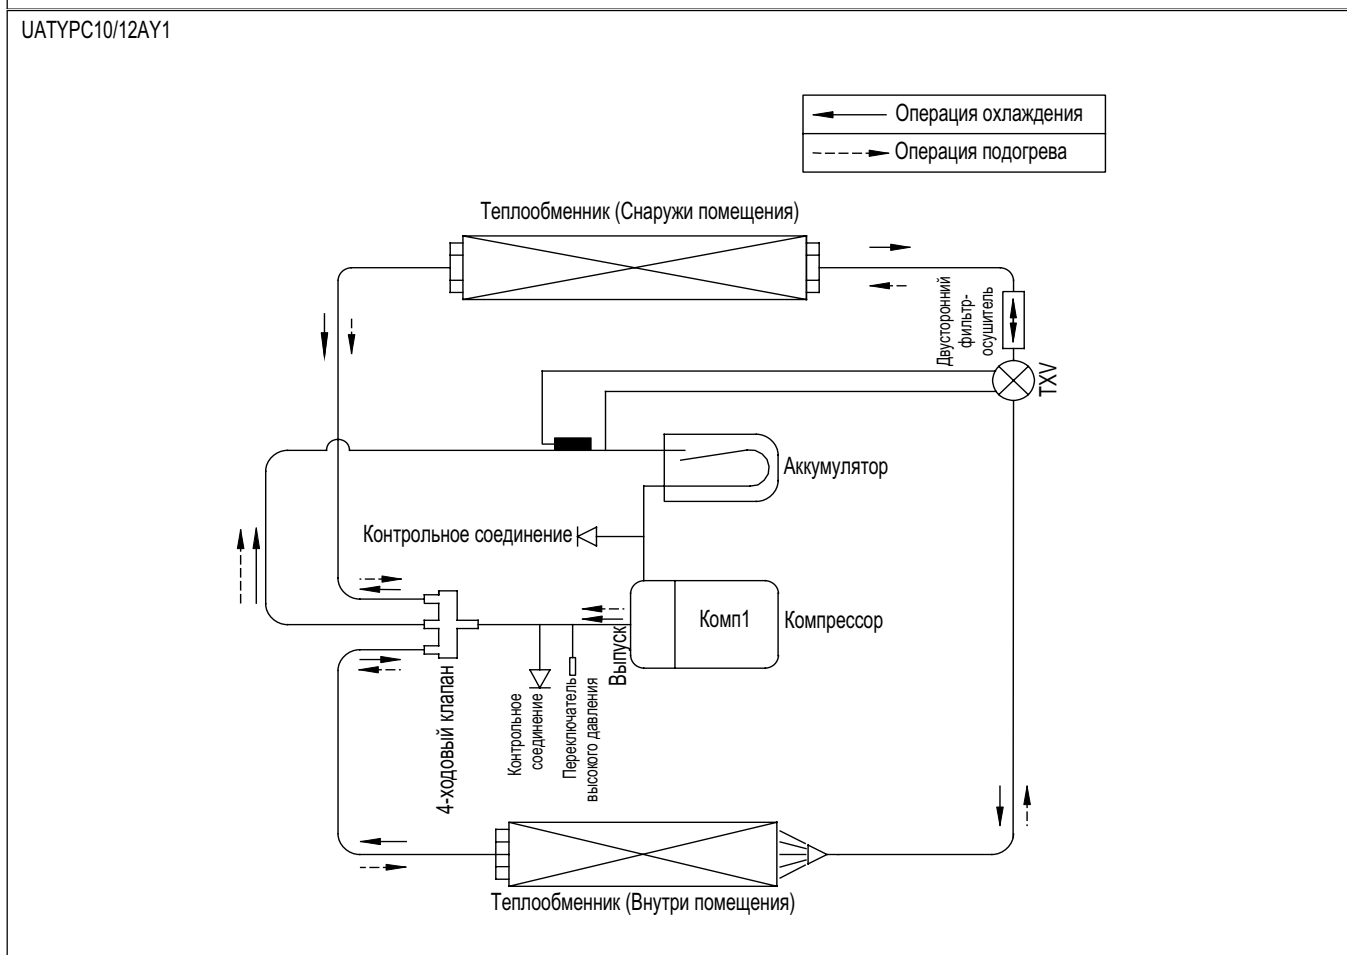 UATYPC10/12AY1
Операция охлаждения
Операция подогрева
Теплообменник (Снаружи помещения)
Двусторонний
фильтр-
осушитель
TXV
Аккумулятор
Контрольное соединение
Комп1
Компрессор
Выпуск
4-ходовый клапан
Контрольное
соединение
Переключатель
высокого давления
Теплообменник (Внутри помещения)